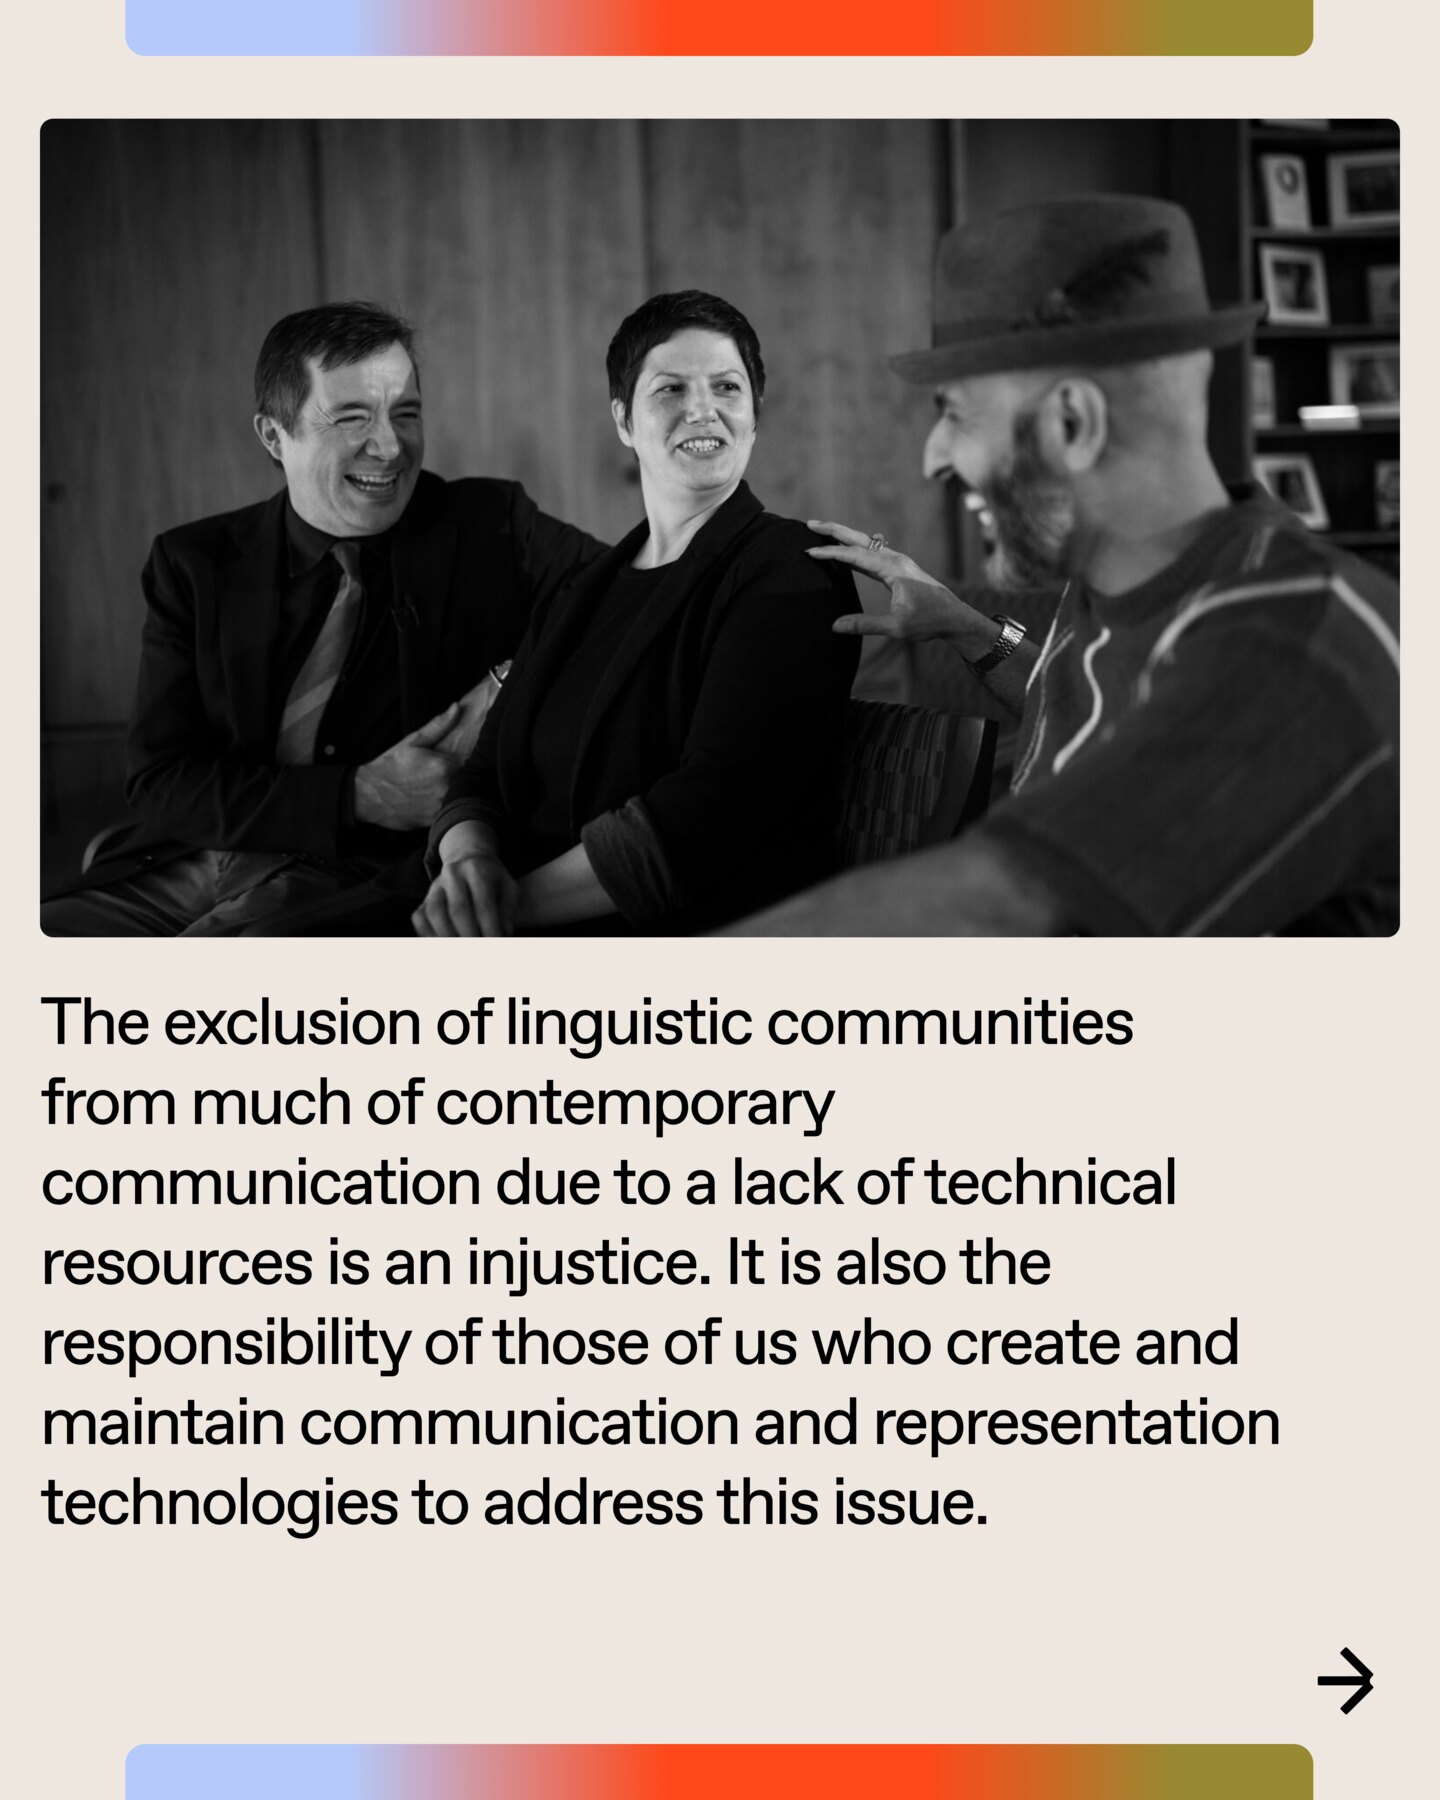 The exclusion of linguistic communities
from much of contemporary
communication due to a lack of technical
resources is an injustice. It is also the
responsibility of those of us who create and
maintain communication and representation
technologies to address this issue.